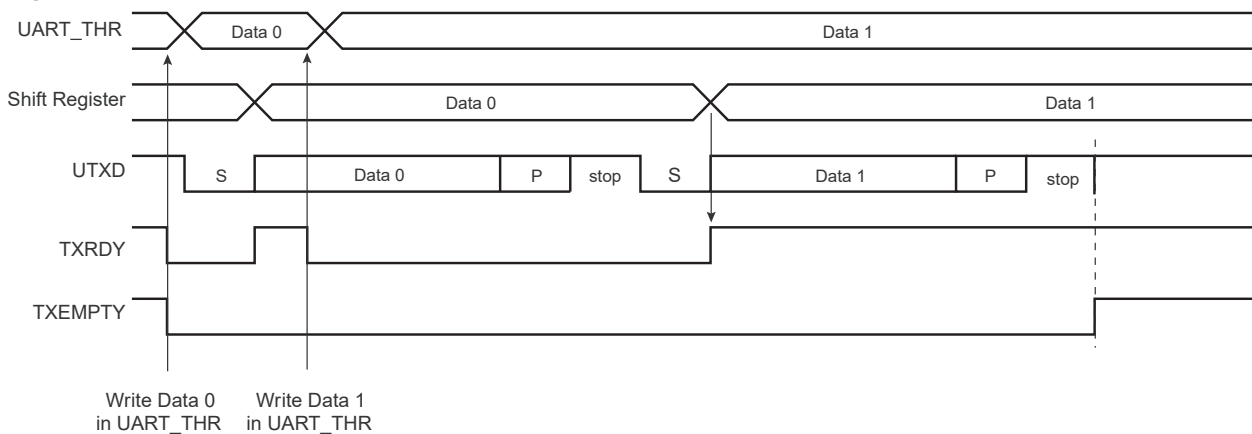 UART_THR
Data 0
Data 1
Shift Register
Data 0
Data 1
UTXD
S
Data 0
P
stop
S
Data 1
P
stop
TXRDY
TXEMPTY
Write Data 0
in UART_THR
Write Data 1
in UART_THR